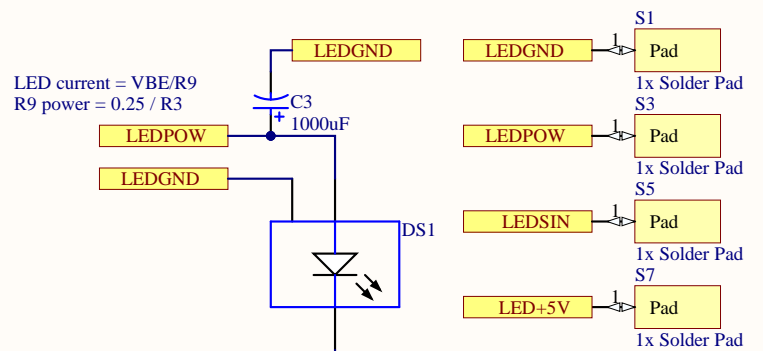 S1
LEDGND
LEDGND
1
Pad
1x Solder Pad
LED current = VBE/R9
R9 power = 0.25 / R3
C3
+
1000uF
S3
LEDPOW
LEDPOW
1
Pad
1x Solder Pad
LEDGND
S5
DS1
LEDSIN
1
Pad
1x Solder Pad
S7
LED+5V
1
Pad
1x Solder Pad